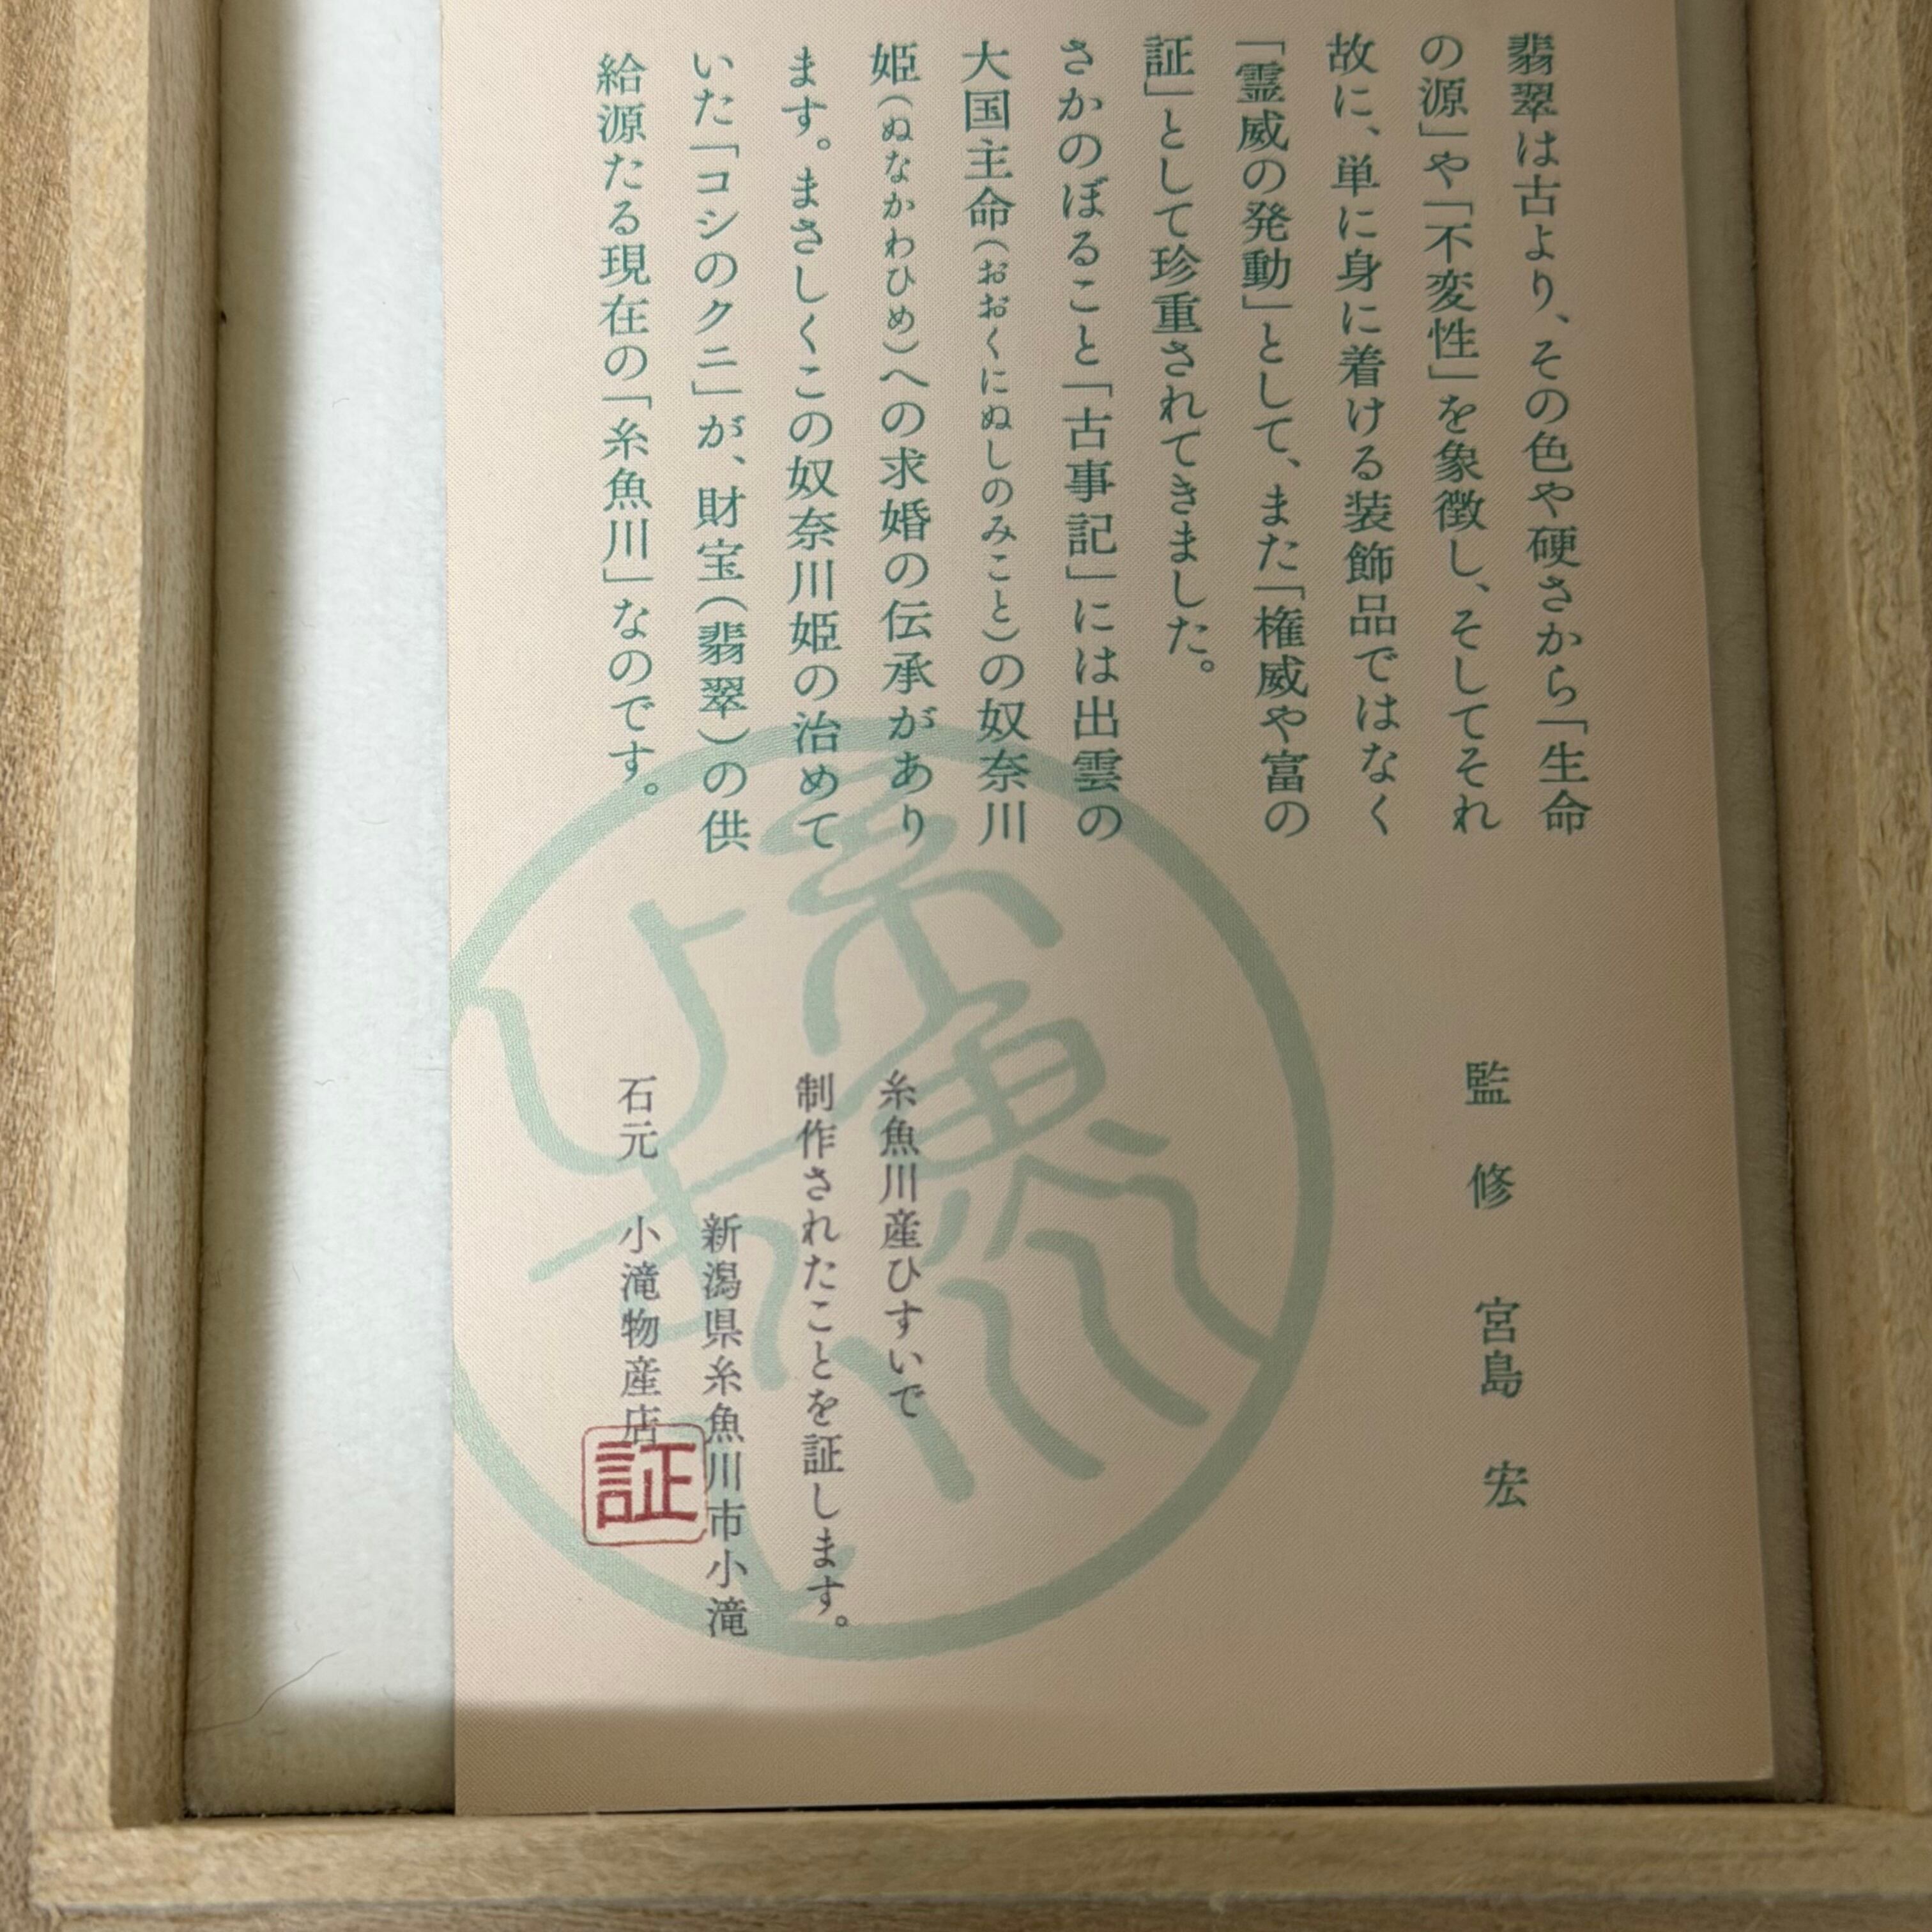 翡翠は古より、その色や硬さから「生命
の源」や「不変性」を象徴し、そしてそれ
故に、単に身に着ける装飾品ではなく
「霊威の発動」として、また「権威や富の
証」として珍重されてきました。
さかのぼること「古事記」には出雲の
大国主命(おおくにぬしのみこと)の奴奈川
姫(ぬなかわひめ)への求婚の伝承があり
ます。まさしくこの奴奈川姫の治めて
いた「コシのクニ」が、財宝(翡翠)の供
給源たる現在の「糸魚川」なのです。
監修 宮島 宏
糸魚川産ひすいで
制作されたことを証します。
新潟県糸魚川市小滝
石元 小滝物産店
証